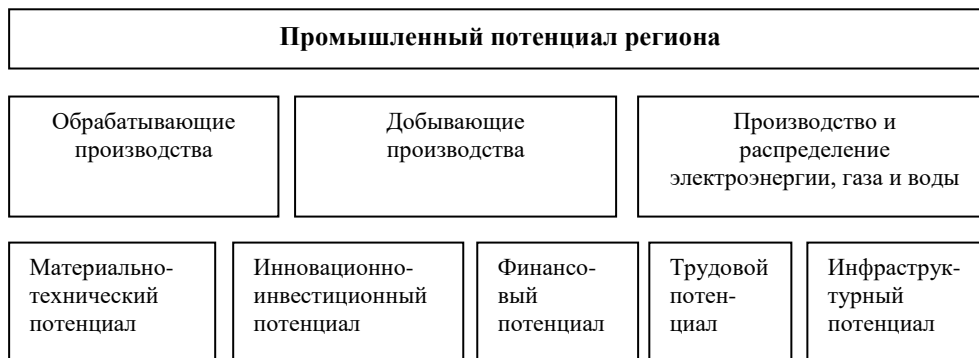 Промышленный потенциал региона
Обрабатывающие
производства
Добывающие
производства
Производство и
распределение
электроэнергии, газа и воды
Материально-
технический
потенциал
Инновационно-
инвестиционный
потенциал
Финансо-
вый
потенциал
Трудовой
потен-
циал
Инфраструк-
турный
потенциал